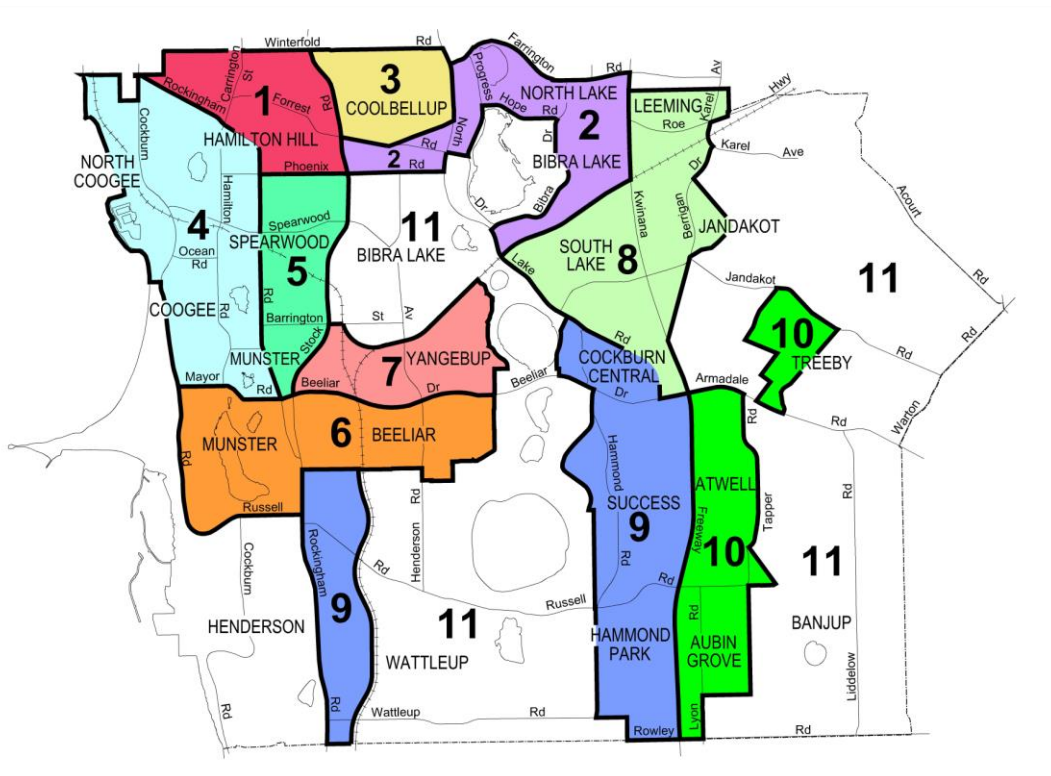 Winterfold
Rd
Farrington
Rd
Av
Hwy
Carrington
St
1
3
COOLBELLUP
Progress
Hope
Rd
NORTH LAKE
2
BIBRA LAKE
LEEMING
Karel
Roe
Rockingham
Forrest
Rd
Rd
North
Dr
HAMILTON HILL
Phoenix
2
Rd
Karel
Ave
Dr
Cockburn
NORTH
COOGEE
Hamilton
4
Ocean
Rd
Spearwood
SPEARWOOD
5
11
BIBRA LAKE
Dr
Bibra
Kwinana
Berrigan
JANDAKOT
Acourt
Rd
SOUTH
LAKE
8
Lake
Jandakot
11
COOGEE
Rd
Rd
Barrington
St
Av
Stock
MUNSTER
Mayor
Rd
Beeliar
7
YANGEBUP
Dr
Beeliar
Rd
COCKBURN
CENTRAL
Dr
Armadale
10
TREEBY
Rd
Rd
Rd
Warton
Rd
MUNSTER
Rd
6
BEELIAR
Russell
Hammond
SUCCESS
9
Rd
Rd
ATWELL
Freeway
10
Tapper
Rd
11
BANJUP
Liddelow
Rd
Cockburn
HENDERSON
Rd
Rockingham
Rd
9
Rd
Rd
Henderson
Russell
11
WATTLEUP
Wattleup
Rd
HAMMOND
PARK
Rowley
AUBIN
GROVE
Rd
Lyon